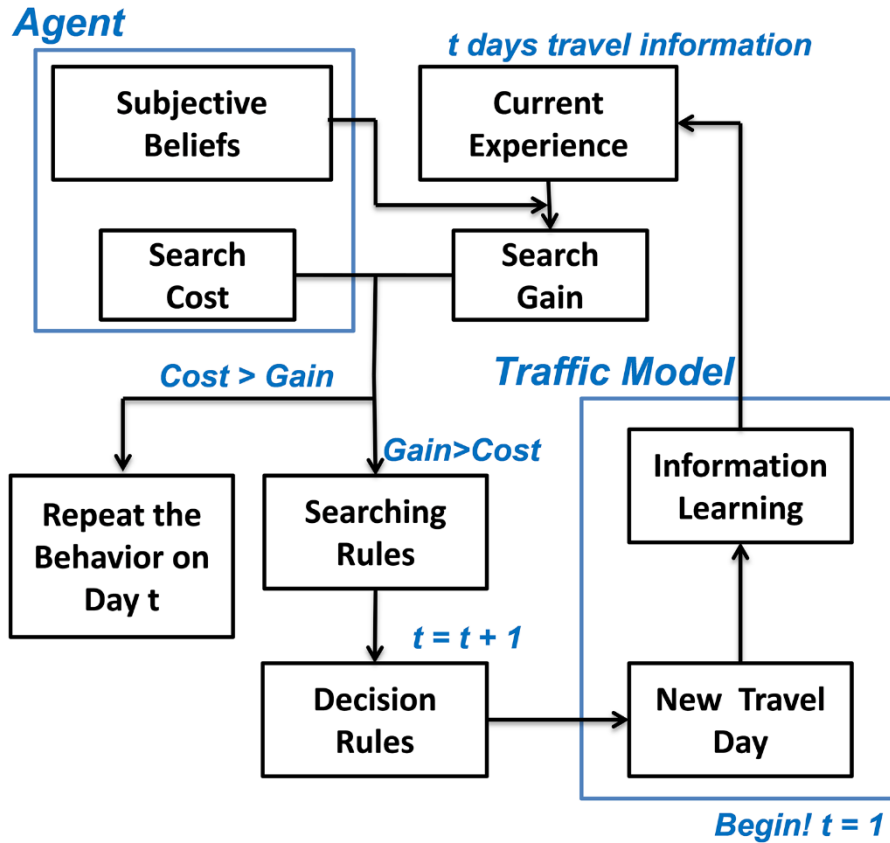 Agent
t days travel information
Subjective
Beliefs
Current
Experience
Search
Cost
Search
Gain
Cost > Gain
Traffic Model
Gain>Cost
Repeat the
Behavior on
Day t
Searching
Rules
Information
Learning
t = t + 1
Decision
Rules
New Travel
Day
Begin! t = 1